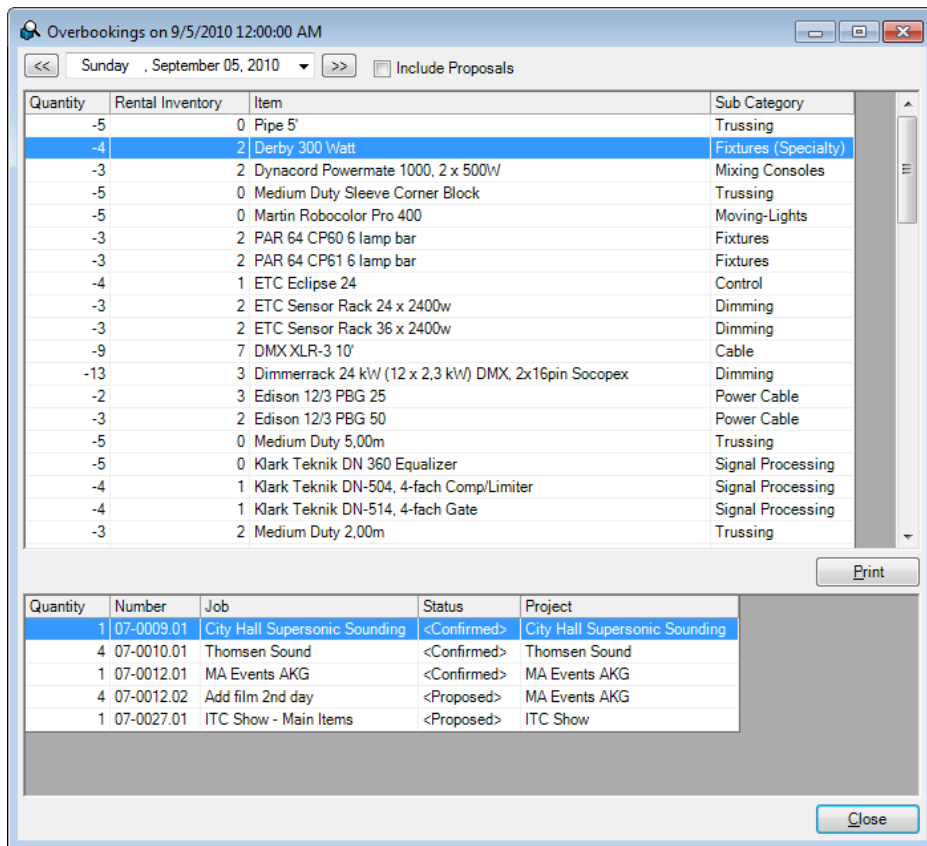 Overbookings on 9/5/2010 12:00:00 AM
<< Sunday , September 05, 2010 >> Include Proposals
Quantity Rental Inventory Item Sub Category
-5 0 Pipe 5' Trussing
-4 2 Derby 300 Watt Fixtures (Specialty)
-3 2 Dynacord Powermate 1000, 2 x 500W Mixing Consoles
-5 0 Medium Duty Sleeve Corner Block Trussing
-5 0 Martin Robocolor Pro 400 Moving-Lights
-3 2 PAR 64 CP60 6 lamp bar Fixtures
-3 2 PAR 64 CP61 6 lamp bar Fixtures
-4 1 ETC Eclipse 24 Control
-3 2 ETC Sensor Rack 24 x 2400w Dimming
-3 2 ETC Sensor Rack 36 x 2400w Dimming
-9 7 DMX XLR-3 10' Cable
-13 3 Dimmerrack 24 kW (12 x 2,3 kW) DMX, 2x16pin Socopex Dimming
-2 3 Edison 12/3 PBG 25 Power Cable
-3 2 Edison 12/3 PBG 50 Power Cable
-5 0 Medium Duty 5,00m Trussing
-5 0 Klark Teknik DN 360 Equalizer Signal Processing
-4 1 Klark Teknik DN-504, 4-fach Comp/Limiter Signal Processing
-4 1 Klark Teknik DN-514, 4-fach Gate Signal Processing
-3 2 Medium Duty 2,00m Trussing
Print
Quantity Number Job Status Project
1 07-0009.01 City Hall Supersonic Sounding <Confirmed> City Hall Supersonic Sounding
4 07-0010.01 Thomsen Sound <Confirmed> Thomsen Sound
1 07-0012.01 MA Events AKG <Confirmed> MA Events AKG
4 07-0012.02 Add film 2nd day <Proposed> MA Events AKG
1 07-0027.01 ITC Show - Main Items <Proposed> ITC Show
Close